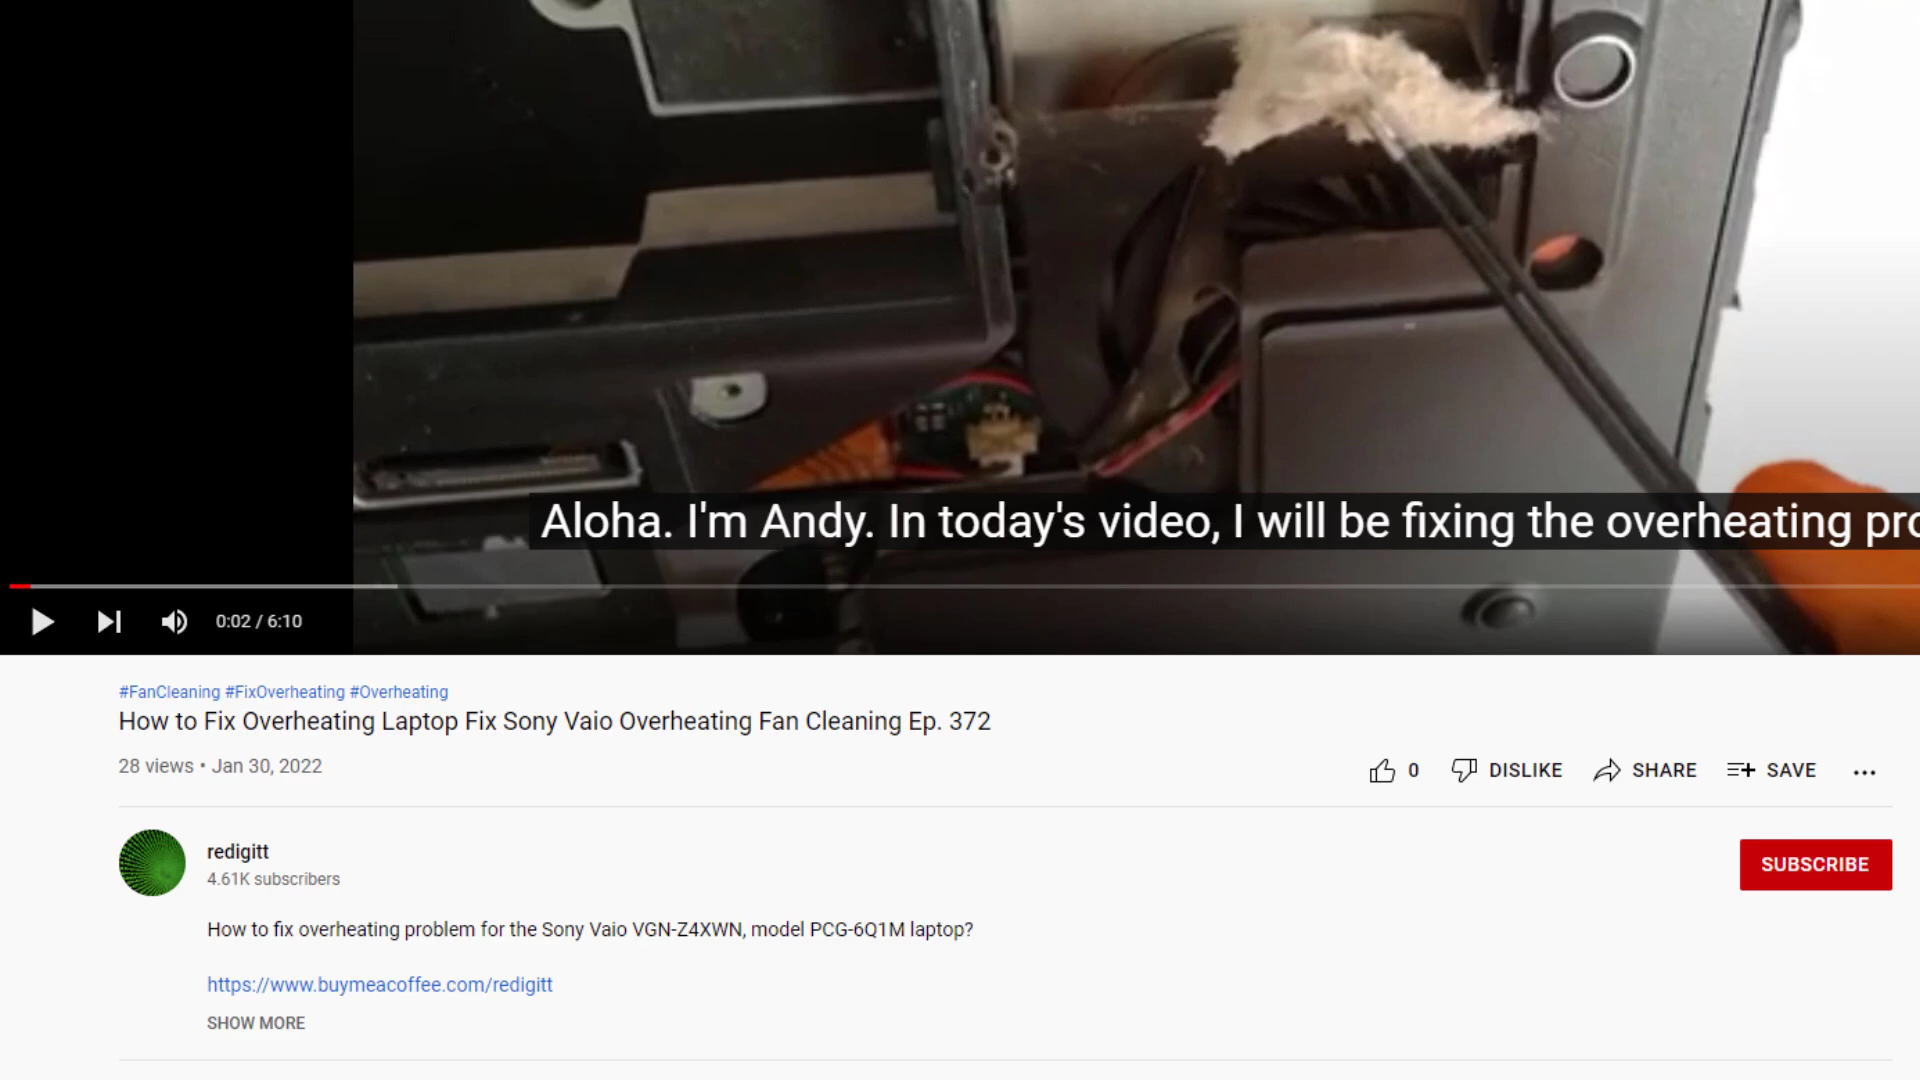 Aloha. I'm Andy. In today's video, I will be fixing the overheating
0:02 / 6:10
#FanCleaning #FixOverheating #Overheating
How to Fix Overheating Laptop Fix Sony Vaio Overheating Fan Cleaning Ep. 372
28 views • Jan 30, 2022
0 DISLIKE SHARE SAVE
redigitt
4.61K subscribers
SUBSCRIBE
How to fix overheating problem for the Sony Vaio VGN-Z4XWN, model PCG-6Q1M laptop?
https://www.buymeacoffee.com/redigitt
SHOW MORE